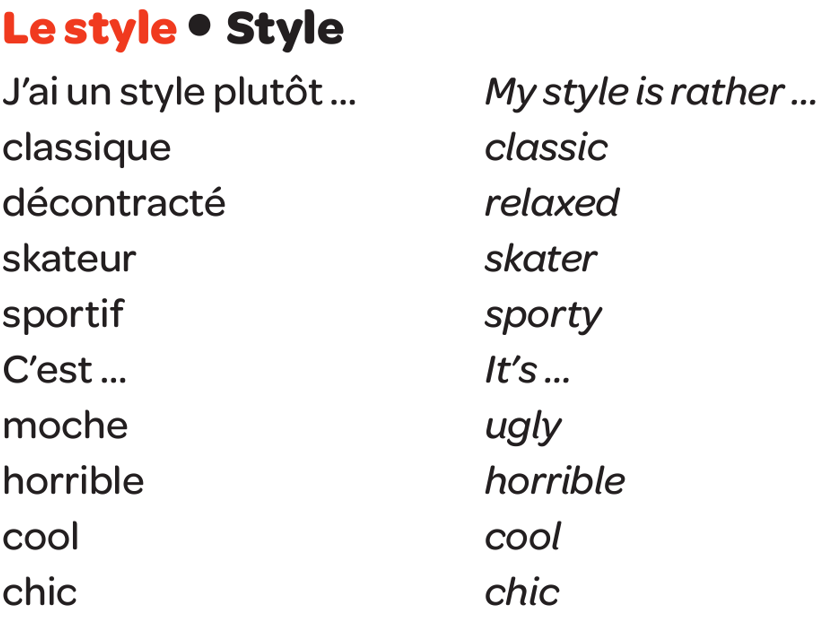 Le style • Style
J’ai un style plutôt ... My style is rather ...
classique classic
décontracté relaxed
skateur skater
sportif sporty
C’est ... It’s ...
moche ugly
horrible horrible
cool cool
chic chic